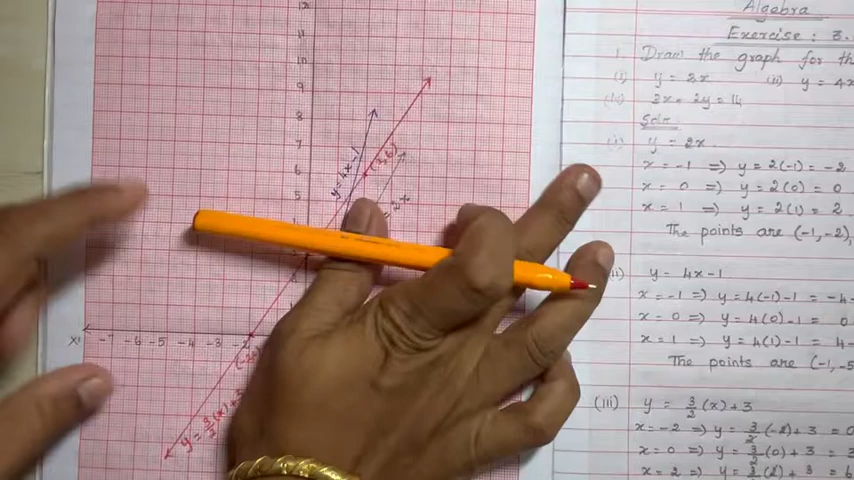 Algebra
Exercise : 3.
1. Draw the graph for the
(i) y = 2x (ii) y = 4x
(iv) 3x + 2y = 14
Soln.
(i) y = 2x.
x = -1 => y = 2(-1) = -2
x = 0 => y = 2(0) = 0
x = 1 => y = 2(1) = 2
The points are (-1,-2),
(ii) y = 4x-1
x = -1 => y = 4(-1)-1 = -4-
x = 0 => y = 4(0)-1 = 0
x = 1 => y = 4(1)-1 =
The points are (-1,-5
(iii) y = 3/2 (x) + 3
x = -2 => y = 3/2 (-2) + 3 = 0
x = 0 => y = 3/2 (0) + 3 =
x = 2 => y = 3/2 (2) + 3 = 6
12
11
10
9
8
7
6
5
y = 4x-1
(2,6)
= 2x
x'
-7 -6 -5 -4 -3 -2
y = 3/2 (x) + 3